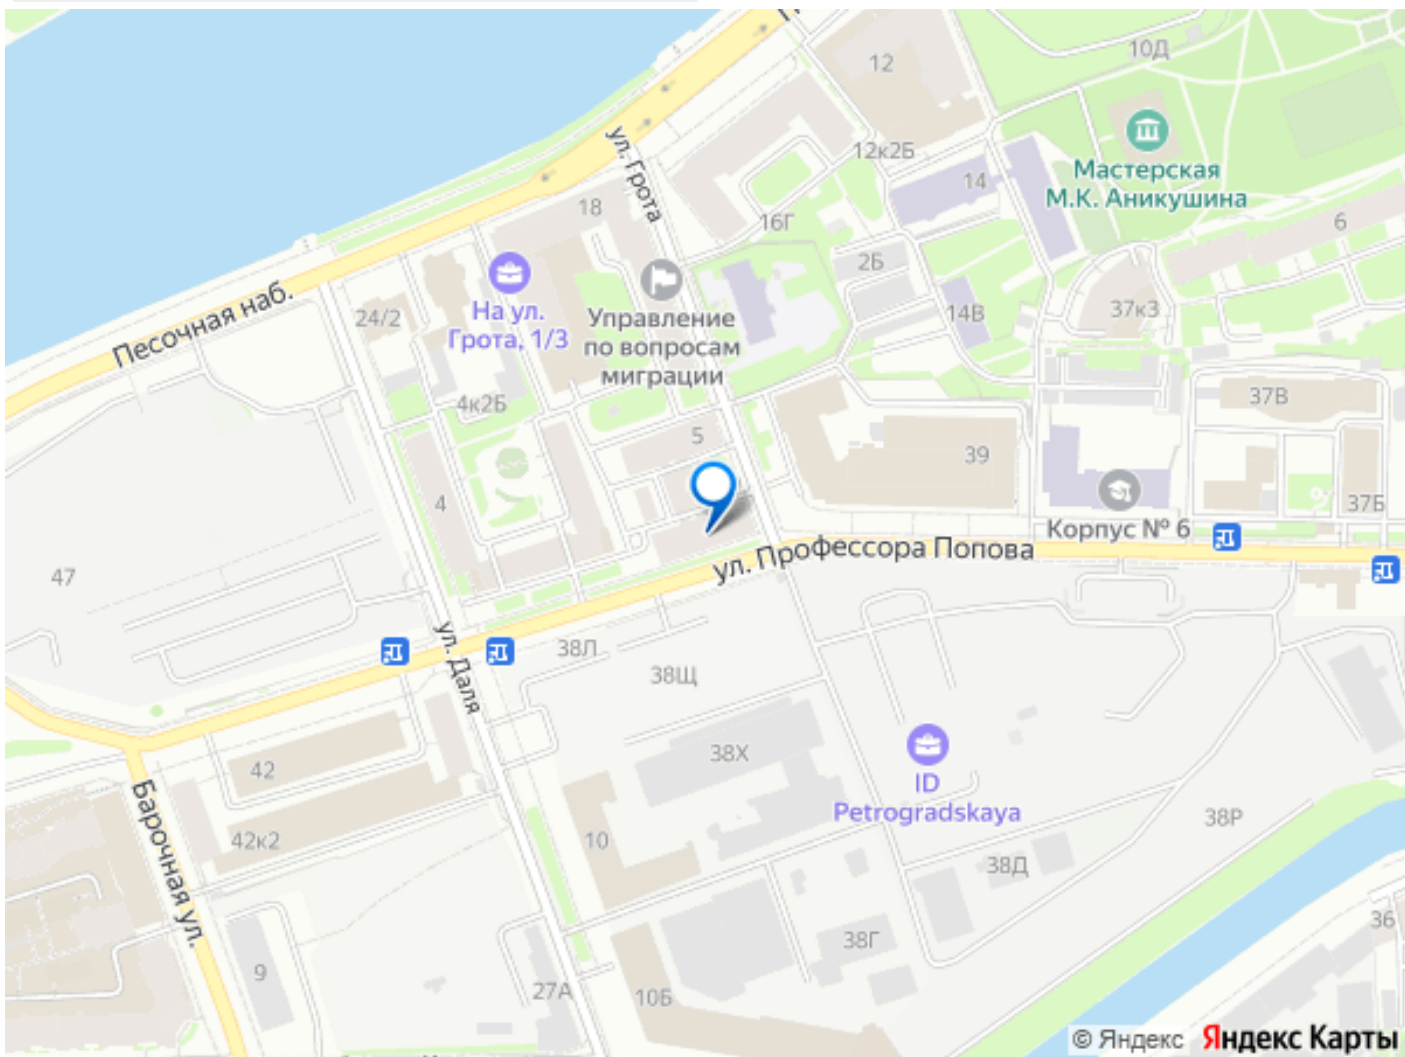 10Д
12
ул. Грота
12к2Б
Мастерская
М.К. Аникушина
14
18
16Г
6
2Б
Песочная наб.
24/2
На ул.
Грота, 1/3
Управление
по вопросам
миграции
14В
37к3
4к2Б
37В
5
39
4
37Б
Корпус № 6
ул. Профессора Попова
47
ул. Даля
38Л
38Щ
38Х
42
ID
Petrogradskaya
Барочная ул.
42к2
10
38Р
38Д
36
38Г
9
27А
10Б
© Яндекс Яндекс Карты